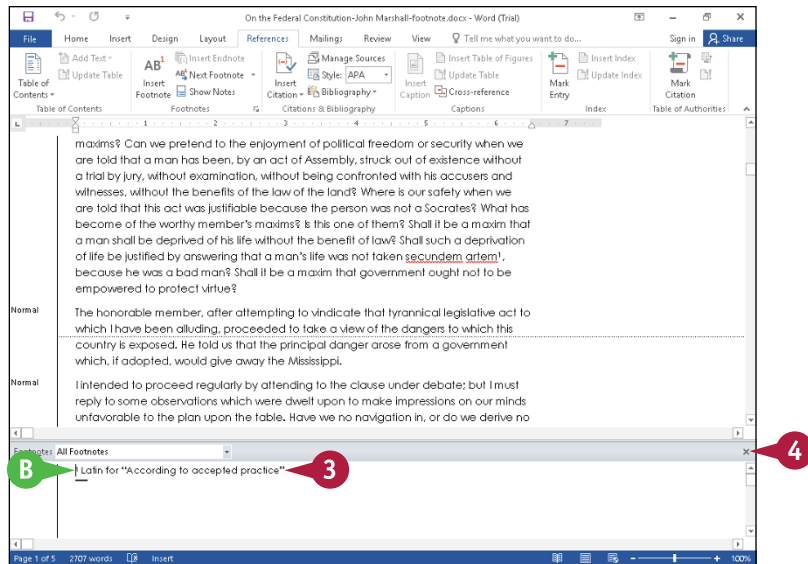 On the Federal Constitution-John Marshall-footnote.docx - Word (Trial)
File Home Insert Design Layout References Mailings Review View Tell me what you want to do... Sign in Share
Table of Contents
Add Text
Update Table
Table of Contents
AB¹ Insert Footnote
Insert Endnote
AB Next Footnote
Show Notes
Footnotes
Insert Citation
Manage Sources
Style: APA
Bibliography
Citations & Bibliography
Insert Caption
Insert Table of Figures
Update Table
Cross-reference
Captions
Mark Entry
Insert Index
Update Index
Index
Mark Citation
Table of Authorities
L 1 2 3 4 5 6 7
maxims? Can we pretend to the enjoyment of political freedom or security when we
are told that a man has been, by an act of Assembly, struck out of existence without
a trial by jury, without examination, without being confronted with his accusers and
witnesses, without the benefits of the law of the land? Where is our safety when we
are told that this act was justifiable because the person was not a Socrates? What has
become of the worthy member's maxims? Is this one of them? Shall it be a maxim that
a man shall be deprived of his life without the benefit of law? Shall such a deprivation
of life be justified by answering that a man's life was not taken secundem artem¹,
because he was a bad man? Shall it be a maxim that government ought not to be
empowered to protect virtue?
Normal
The honorable member, after attempting to vindicate that tyrannical legislative act to
which I have been alluding, proceeded to take a view of the dangers to which this
country is exposed. He told us that the principal danger arose from a government
which, if adopted, would give away the Mississippi.
Normal
I intended to proceed regularly by attending to the clause under debate; but I must
reply to some observations which were dwelt upon to make impressions on our minds
unfavorable to the plan upon the table. Have we no navigation in, or do we derive no
Footnotes All Footnotes
4
B ¹ Latin for "According to accepted practice" 3
Page 1 of 5 2707 words Insert 100%